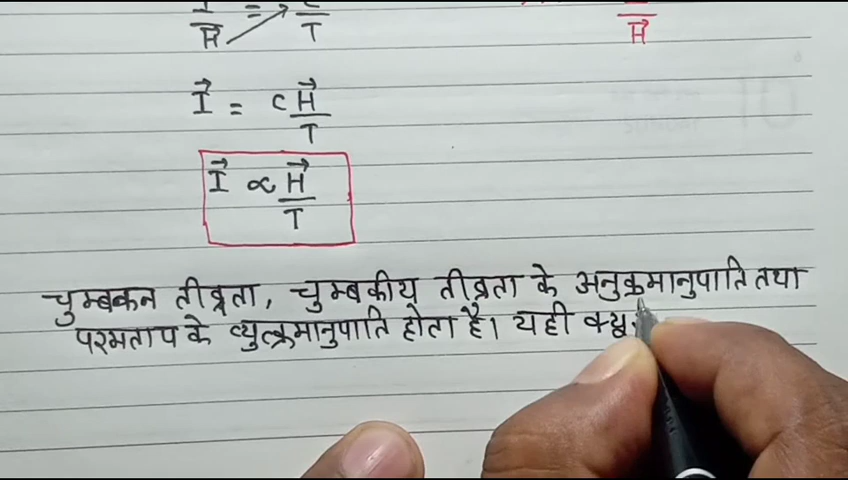 I/H⃗ = C/T
H⃗
I⃗ = C H⃗/T
I⃗ ∝ H⃗/T
चुम्बकन तीव्रता, चुम्बकीय तीव्रता के अनुक्रमानुपाति तथा
परमताप के व्युत्क्रमानुपाति होता है। यही